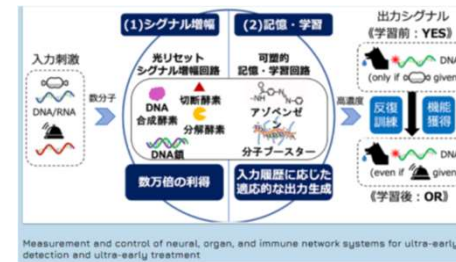 (1)シグナル増幅
(2)記憶・学習
出力シグナル
《学習前：YES》
入力刺激
光リセット
シグナル増幅回路
可塑的
記憶・学習回路
DNA
(only if given
DNA/RNA
数分子
DNA
合成酵素
切断酵素
分解酵素
DNA鎖
アゾベンゼン
分子ブースター
高濃度
反復
訓練
機能
獲得
数万倍の利得
入力履歴に応じた
適応的な出力生成
DNA
(even if given
《学習後：OR》
Measurement and control of neural, organ, and immune network systems for ultra-early
detection and ultra-early treatment